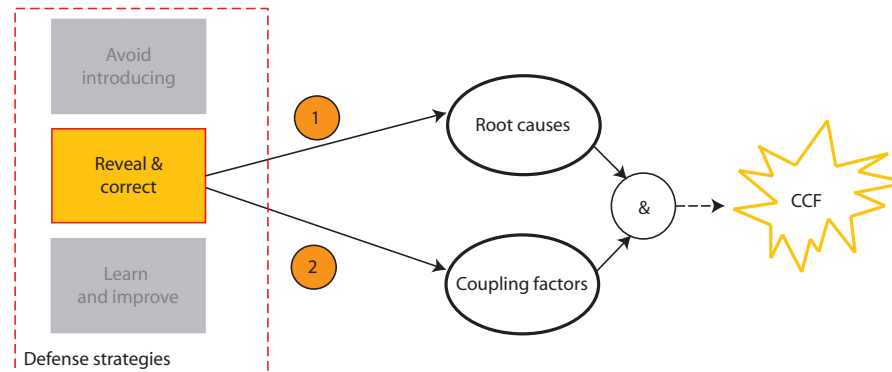 Avoid
introducing
Reveal &
correct
Learn
and improve
Defense strategies
1
2
Root causes
Coupling factors
&
CCF